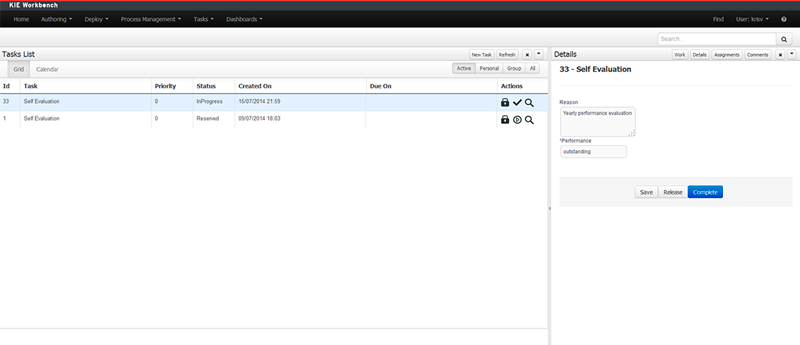 KIE Workbench
Home Authoring Deploy Process Management Tasks Dashboards Find User: krisv
Search...
Tasks List New Task Refresh
Grid Calendar Active Personal Group All
Id Task Priority Status Created On Due On Actions
33 Self Evaluation 0 InProgress 15/07/2014 21:59
1 Self Evaluation 0 Reserved 09/07/2014 18:03
Details Work Details Assignments Comments
33 - Self Evaluation
Reason
Yearly performance evaluation
*Performance
outstanding
Save Release Complete